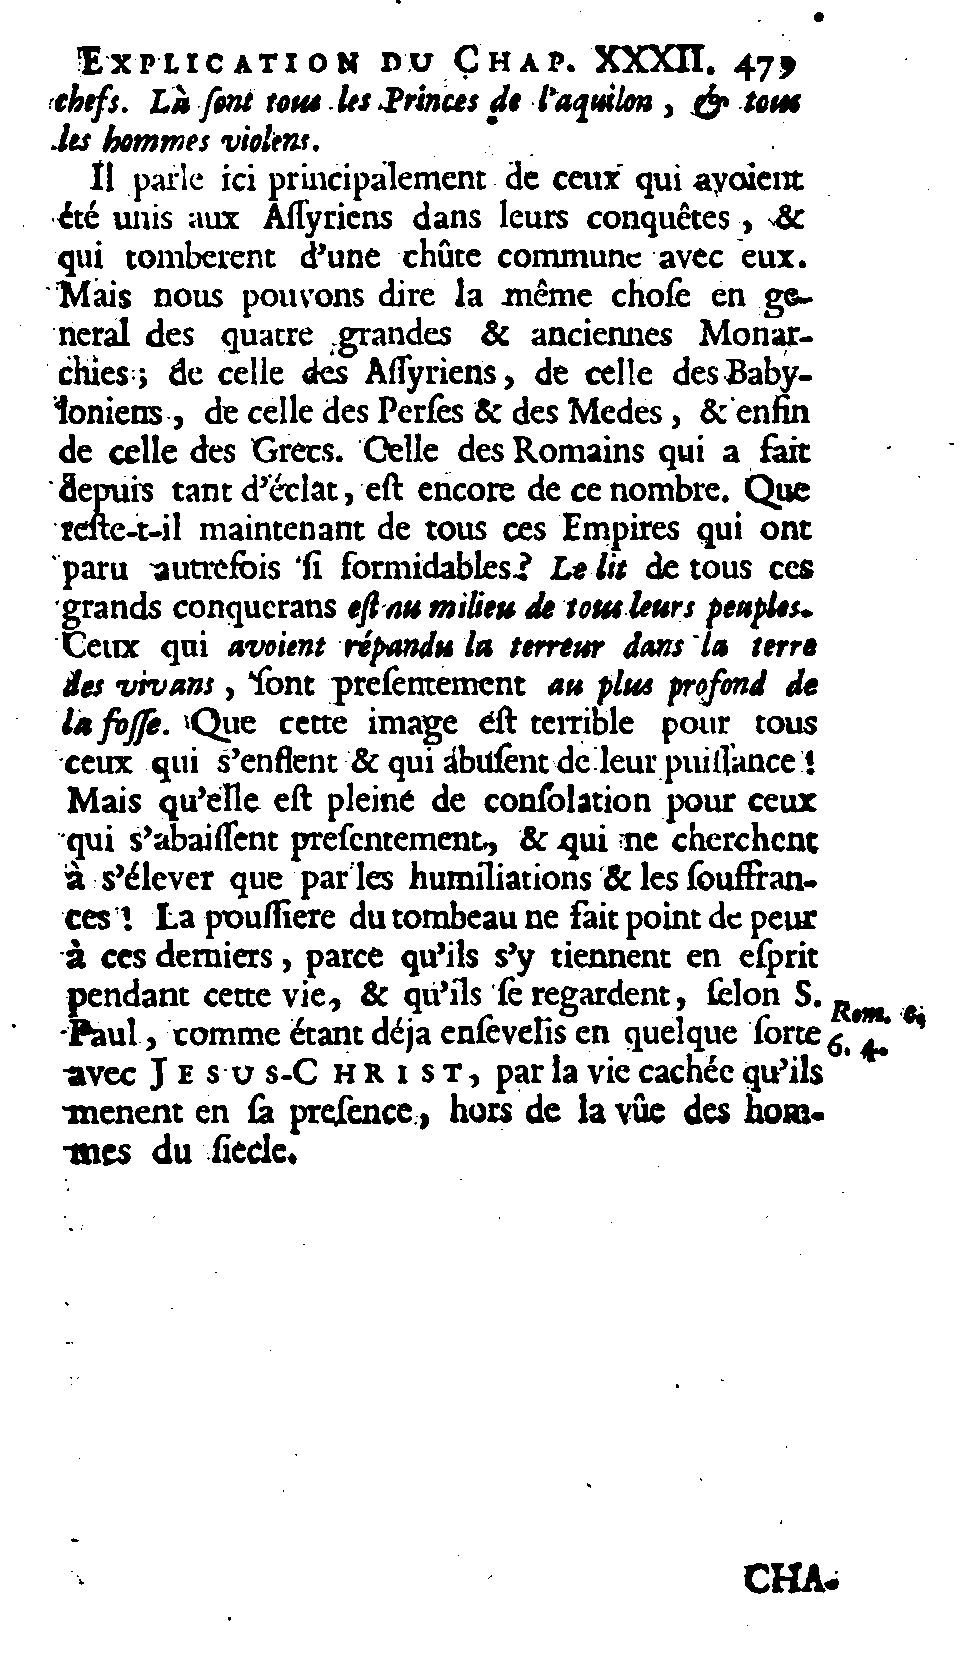 EXPLICATION DU CHAP. XXXII. 479
chefs. Là ſont tous les Princes de l'aquilon, & tous
les hommes violens.
Il parle ici principalement de ceux qui avoient
été unis aux Aſſyriens dans leurs conquêtes, &
qui tomberent d'une chûte commune avec eux.
Mais nous pouvons dire la même choſe en ge-
neral des quatre grandes & anciennes Monar-
chies; de celle des Aſſyriens, de celle des Baby-
loniens, de celle des Perſes & des Medes, & enfin
de celle des Grecs. Celle des Romains qui a fait
depuis tant d'éclat, eſt encore de ce nombre. Que
reſte-t-il maintenant de tous ces Empires qui ont
paru autrefois ſi formidables? Le lit de tous ces
grands conquerans eſt au milieu de tous leurs peuples.
Ceux qui avoient répandu la terreur dans la terre
des vivans, ſont preſentement au plus profond de
la foſſe. Que cette image eſt terrible pour tous
ceux qui s'enflent & qui abuſent de leur puiſſance!
Mais qu'elle eſt pleine de conſolation pour ceux
qui s'abaiſſent preſentement, & qui ne cherchent
à s'élever que par les humiliations & les ſouffran-
ces! La pouſſiere du tombeau ne fait point de peur
à ces derniers, parce qu'ils s'y tiennent en eſprit
pendant cette vie, & qu'ils ſe regardent, ſelon S.
Paul, comme étant déja enſevelis en quelque ſorte
avec JESUS-CHRIST, par la vie cachée qu'ils
menent en ſa preſence, hors de la vûe des hom-
mes du ſiecle.
Rom. 6.
6. 4.
CHA-